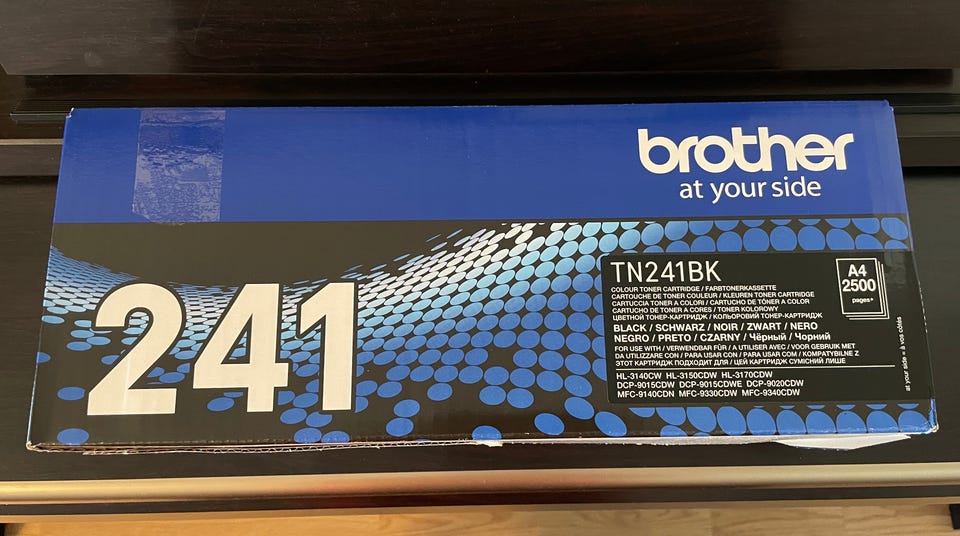 brother
at your side
241
TN241BK
COLOUR TONER CARTRIDGE / FARBTONERKASSETTE
CARTOUCHE DE TONER COULEUR / KLEUREN TONER CARTRIDGE
CARTUCCIA TONER A COLORI / CARTUCHO DE TONER A COLOR
CARTUCHO DE TONER A CORES / TONER KOLOROWY
ЦВЕТНОЙ ТОНЕР-КАРТРИДЖ / КОЛЬОРОВИЙ ТОНЕР-КАРТРИДЖ
BLACK / SCHWARZ / NOIR / ZWART / NERO
NEGRO / PRETO / CZARNY / Чёрный / Чорний
FOR USE WITH / VERWENDBAR FÜR / A UTILISER AVEC / VOOR GEBRUIK MET
DA UTILIZZARE CON / PARA USAR CON / PARA USAR COM / KOMPATYBILNE Z
ЭТОТ КАРТРИДЖ ПОДХОДИТ ДЛЯ / ЦЕЙ КАРТРИДЖ СУМІСНИЙ ЛИШЕ
HL-3140CW HL-3150CDW HL-3170CDW
DCP-9015CDW DCP-9015CDWE DCP-9020CDW
MFC-9140CDN MFC-9330CDW MFC-9340CDW
A4
2500
pages*
at your side = à vos côtés